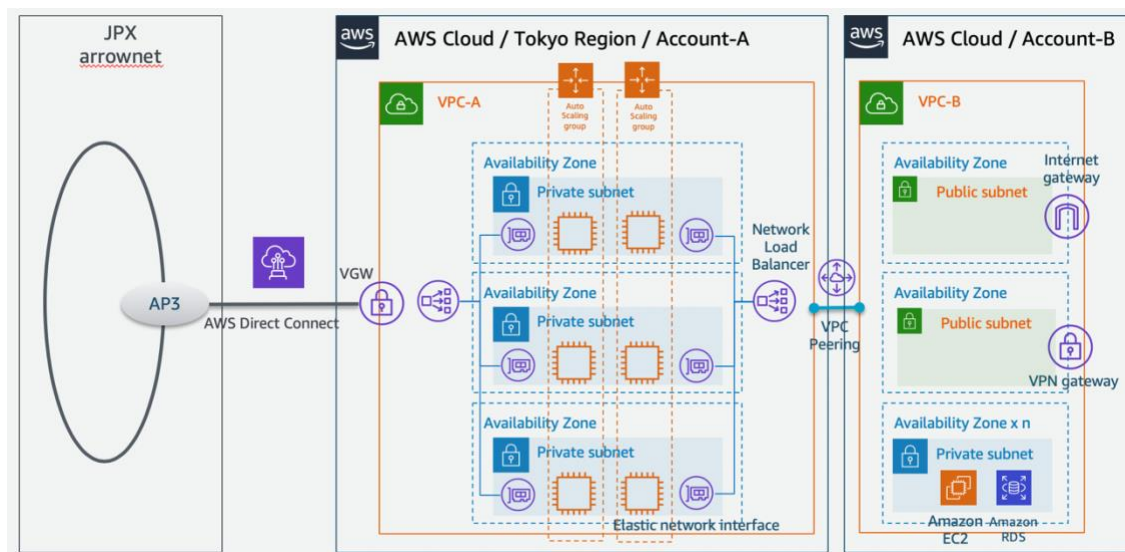 JPX
arrownet
AP3
AWS Direct Connect
VGW
aws
AWS Cloud / Tokyo Region / Account-A
VPC-A
Auto
Scaling
group
Auto
Scaling
group
Availability Zone
Private subnet
Availability Zone
Private subnet
Availability Zone
Private subnet
Elastic network interface
Network
Load
Balancer
VPC
Peering
aws
AWS Cloud / Account-B
VPC-B
Availability Zone
Public subnet
Internet
gateway
Availability Zone
Public subnet
VPN gateway
Availability Zone x n
Private subnet
Amazon
EC2
Amazon
RDS